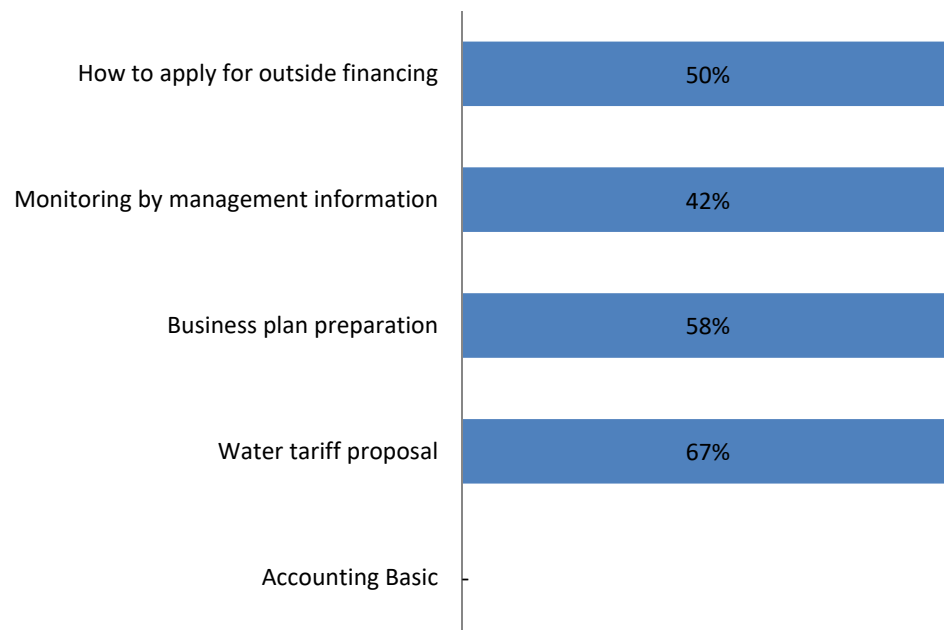 How to apply for outside financing 50%
Monitoring by management information 42%
Business plan preparation 58%
Water tariff proposal 67%
Accounting Basic -